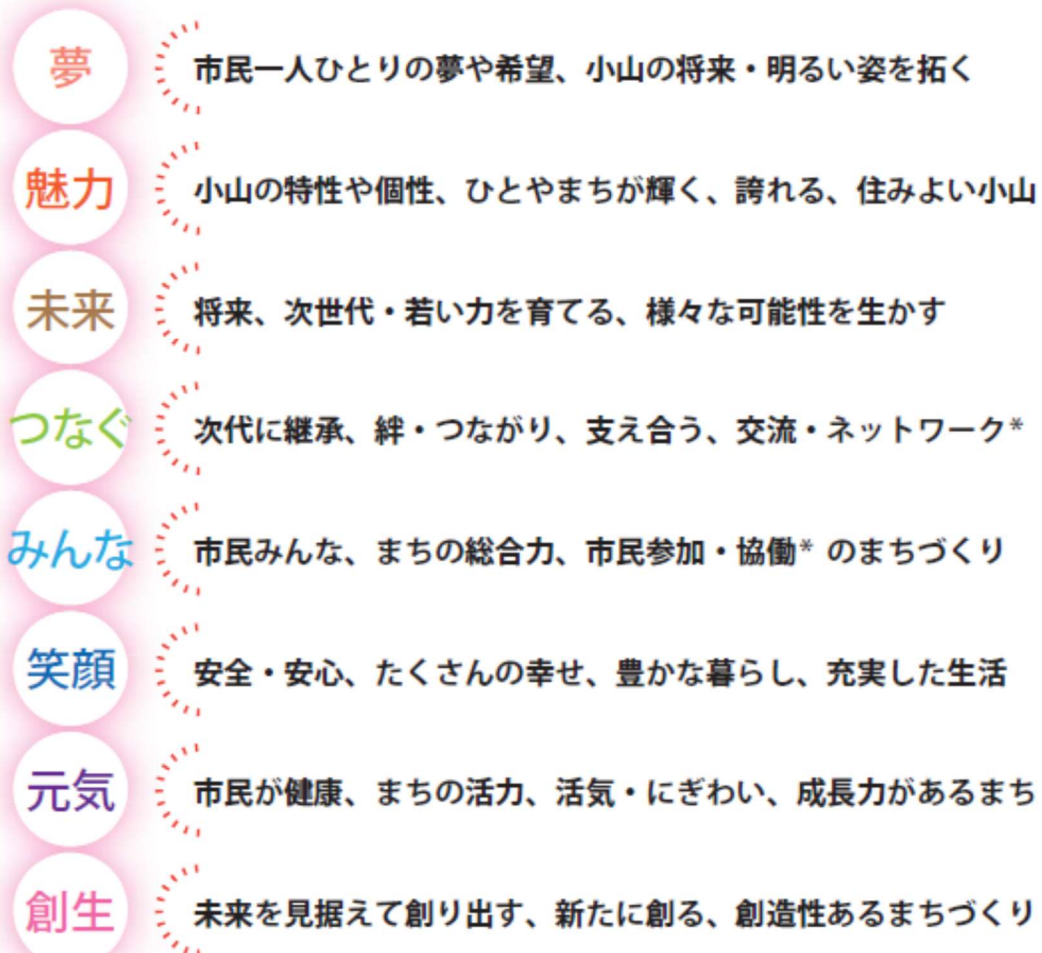 夢
市民一人ひとりの夢や希望、小山の将来・明るい姿を拓く
魅力
小山の特性や個性、ひとやまちが輝く、誇れる、住みよい小山
未来
将来、次世代・若い力を育てる、様々な可能性を生かす
つなぐ
次代に継承、絆・つながり、支え合う、交流・ネットワーク*
みんな
市民みんな、まちの総合力、市民参加・協働* のまちづくり
笑顔
安全・安心、たくさんの幸せ、豊かな暮らし、充実した生活
元気
市民が健康、まちの活力、活気・にぎわい、成長力があるまち
創生
未来を見据えて創り出す、新たに創る、創造性あるまちづくり